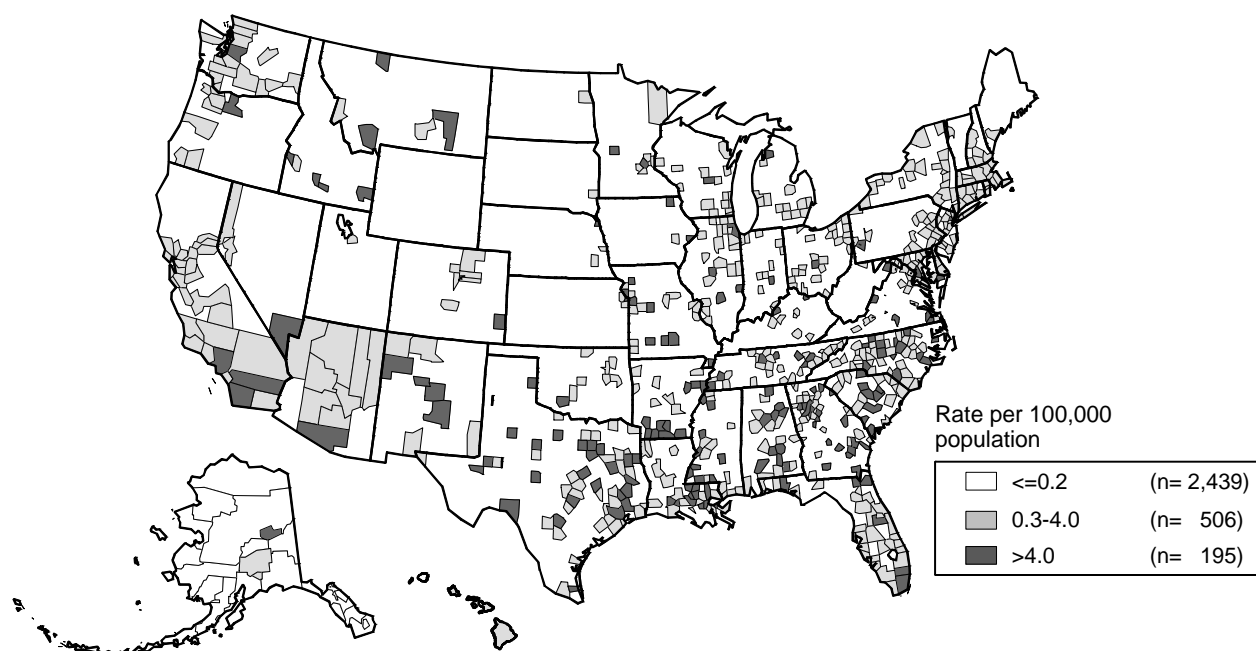 Rate per 100,000
population
<=0.2 (n= 2,439)
0.3-4.0 (n= 506)
>4.0 (n= 195)